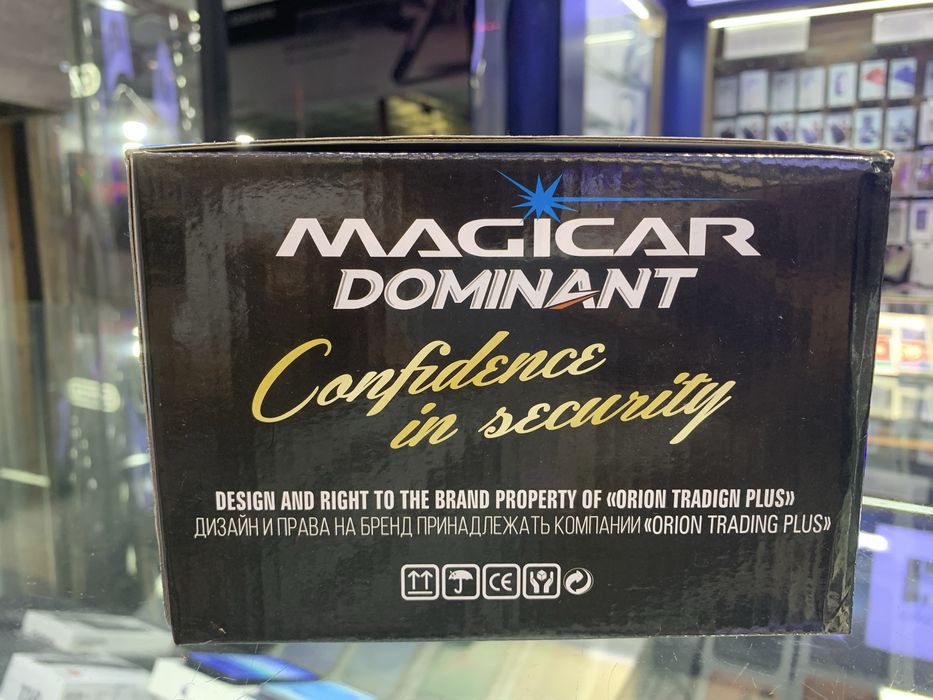 MAGICAR
DOMINANT
Confidence
in security
DESIGN AND RIGHT TO THE BRAND PROPERTY OF «ORION TRADIGN PLUS»
ДИЗАЙН И ПРАВА НА БРЕНД ПРИНАДЛЕЖАТЬ КОМПАНИИ «ORION TRADING PLUS»
CE